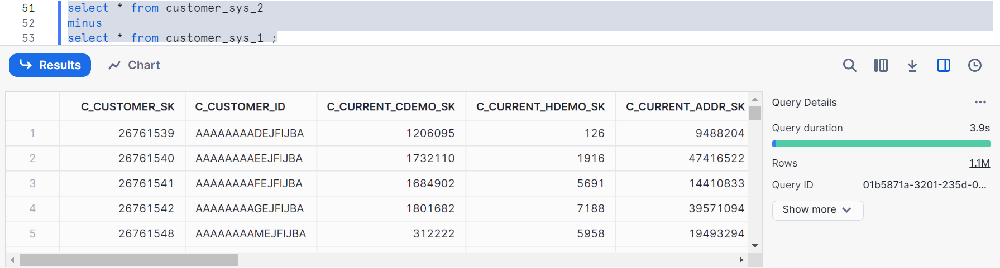 51 select * from customer_sys_2
52 minus
53 select * from customer_sys_1 ;
Results Chart
C_CUSTOMER_SK C_CUSTOMER_ID C_CURRENT_CDEMO_SK C_CURRENT_HDEMO_SK C_CURRENT_ADDR_SK
1 26761539 AAAAAAAADEJFIJBA 1206095 126 9488204
2 26761540 AAAAAAAAEEJFIJBA 1732110 1916 47416522
3 26761541 AAAAAAAAFEJFIJBA 1684902 5691 14410833
4 26761542 AAAAAAAAGEJFIJBA 1801682 7188 39571094
5 26761548 AAAAAAAAMEJFIJBA 312222 5958 19493294
Query Details ...
Query duration 3.9s
Rows 1.1M
Query ID 01b5871a-3201-235d-0...
Show more